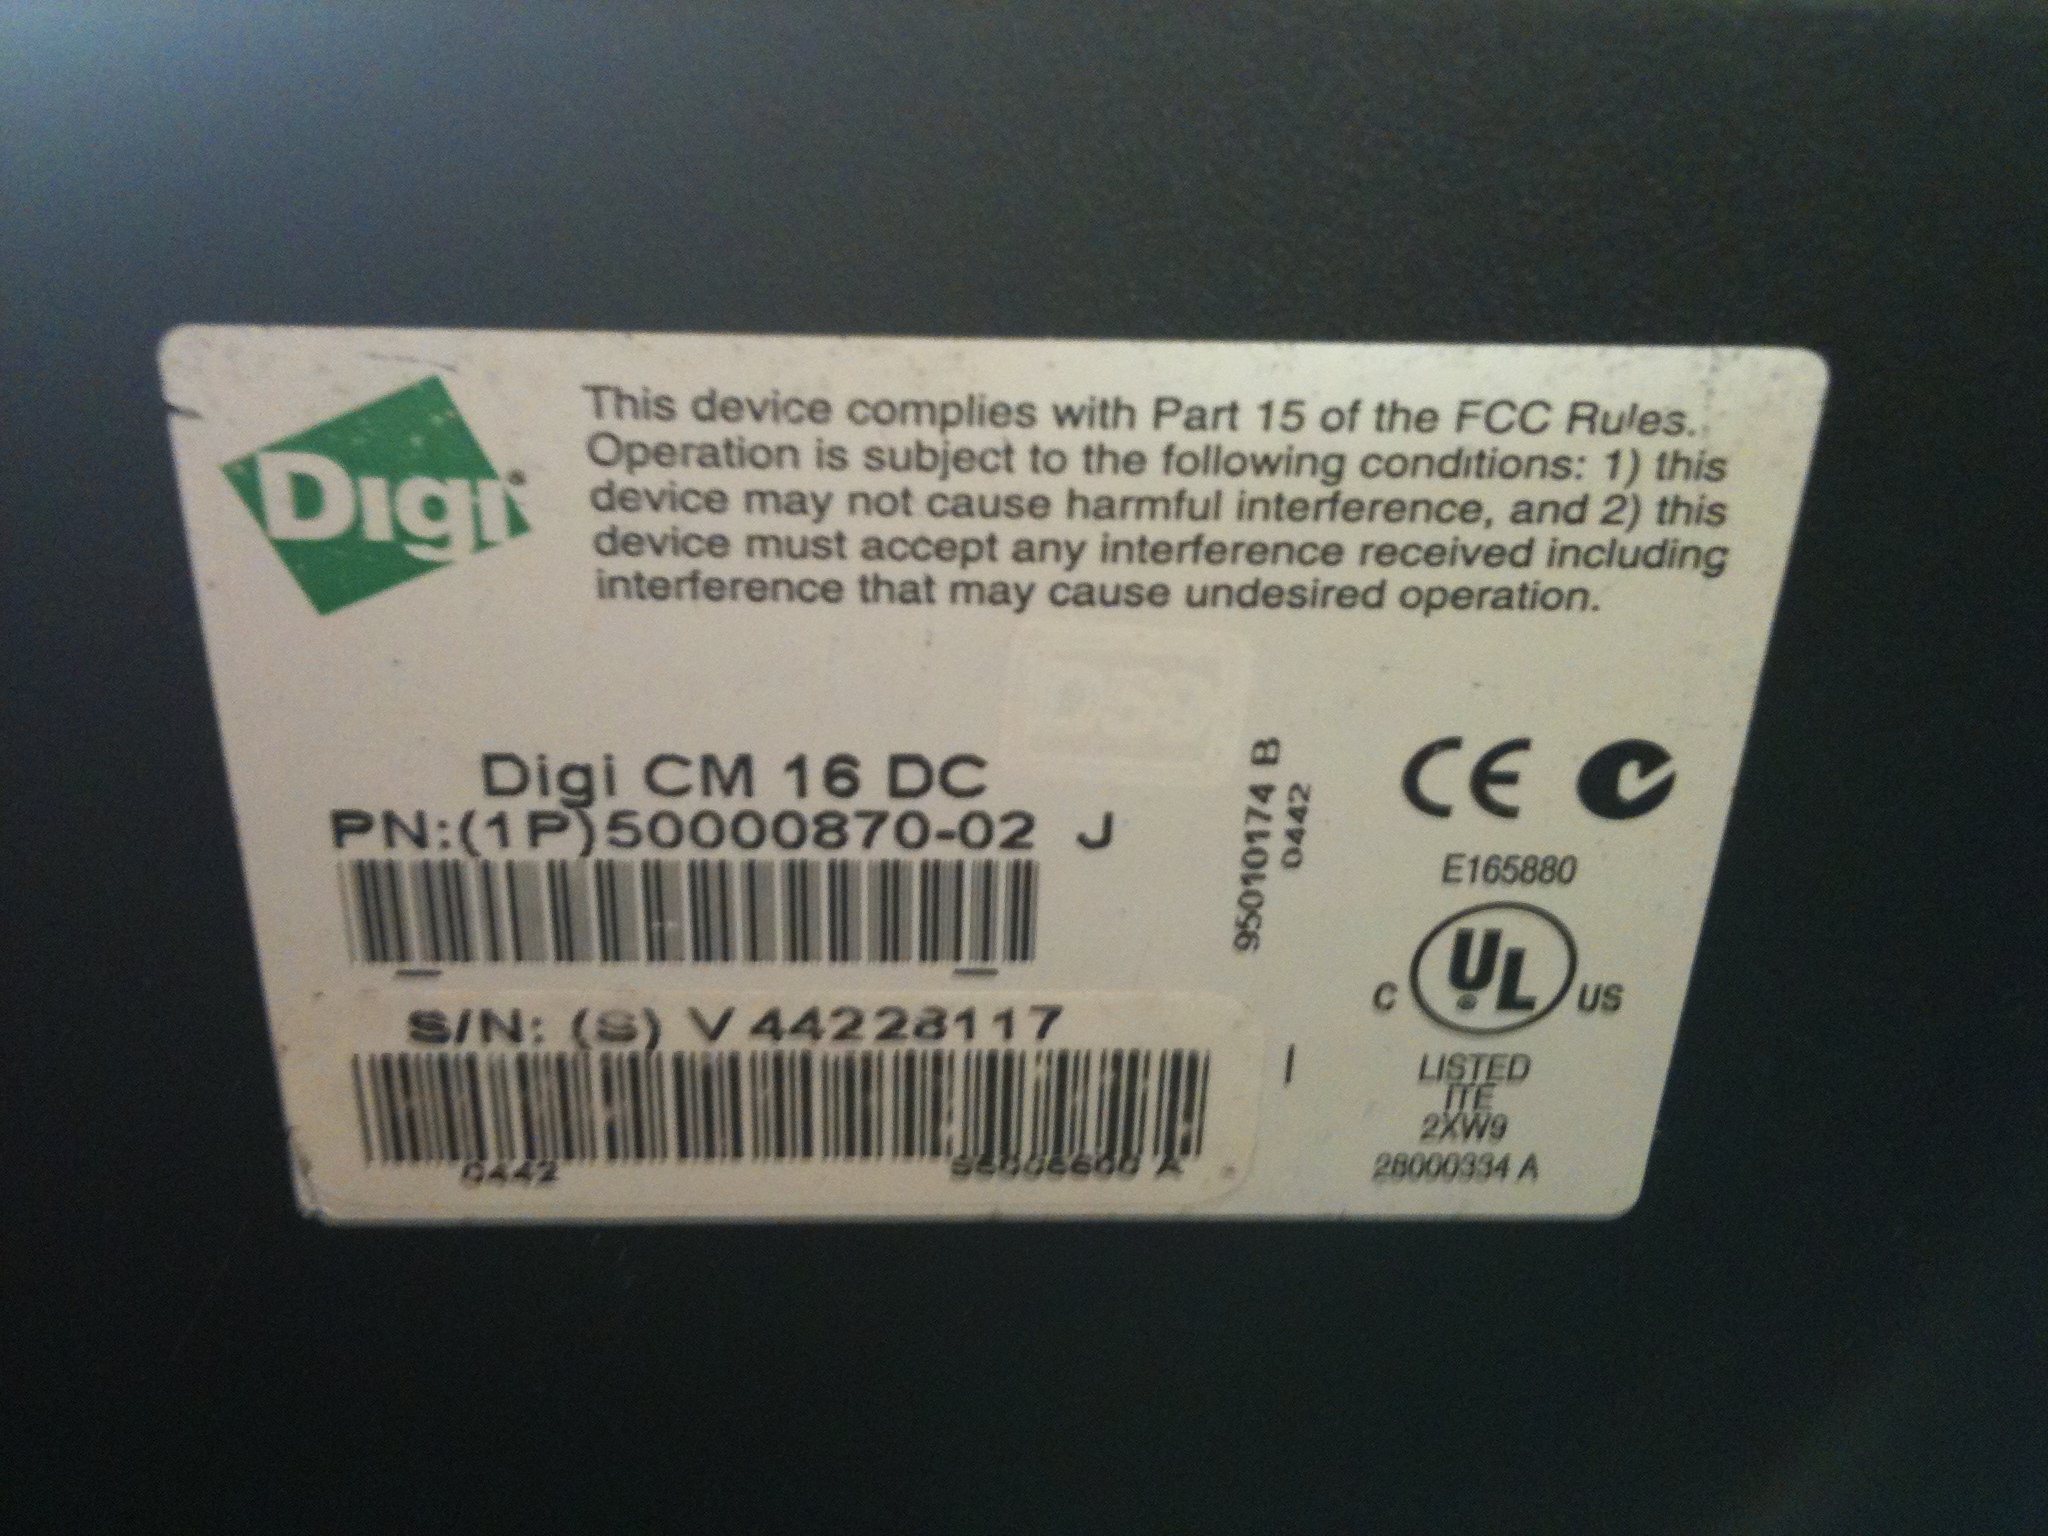 Digi®
This device complies with Part 15 of the FCC Rules.
Operation is subject to the following conditions: 1) this
device may not cause harmful interference, and 2) this
device must accept any interference received including
interference that may cause undesired operation.
Digi CM 16 DC
PN:(1P)50000870-02 J
S/N: (S) V44228117
0442
95010174 B
0442
CE
E165880
C UL® US
LISTED
ITE
2XW9
28000334 A